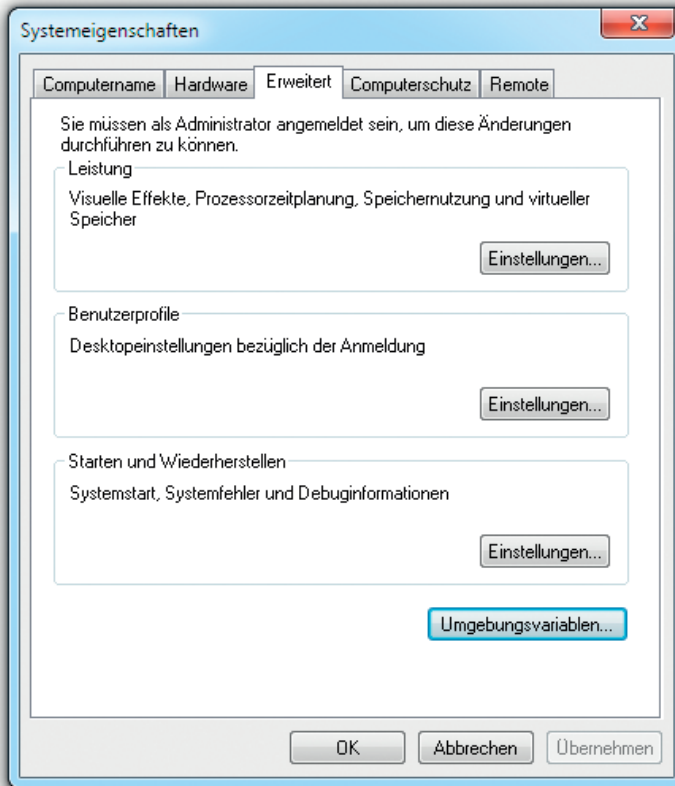 Systemeigenschaften
Computername Hardware Erweitert Computerschutz Remote
Sie müssen als Administrator angemeldet sein, um diese Änderungen
durchführen zu können.
Leistung
Visuelle Effekte, Prozessorzeitplanung, Speichernutzung und virtueller
Speicher
Einstellungen...
Benutzerprofile
Desktopeinstellungen bezüglich der Anmeldung
Einstellungen...
Starten und Wiederherstellen
Systemstart, Systemfehler und Debuginformationen
Einstellungen...
Umgebungsvariablen...
OK Abbrechen Übernehmen